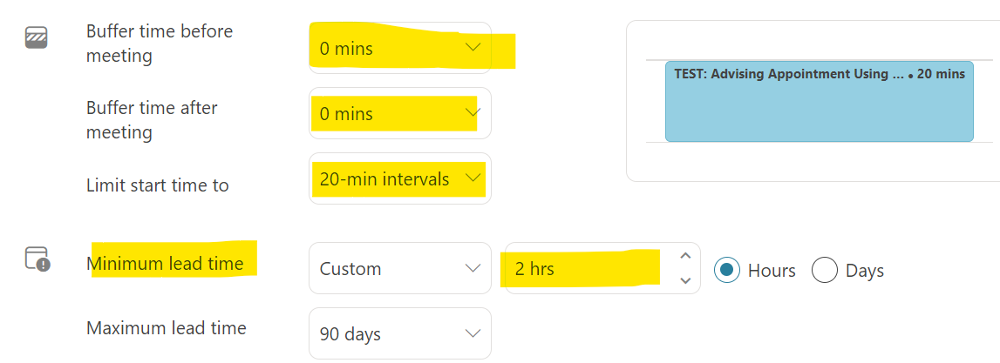 Buffer time before
meeting
0 mins
TEST: Advising Appointment Using ... • 20 mins
Buffer time after
meeting
0 mins
Limit start time to
20-min intervals
Minimum lead time
Custom
2 hrs
Hours
Days
Maximum lead time
90 days